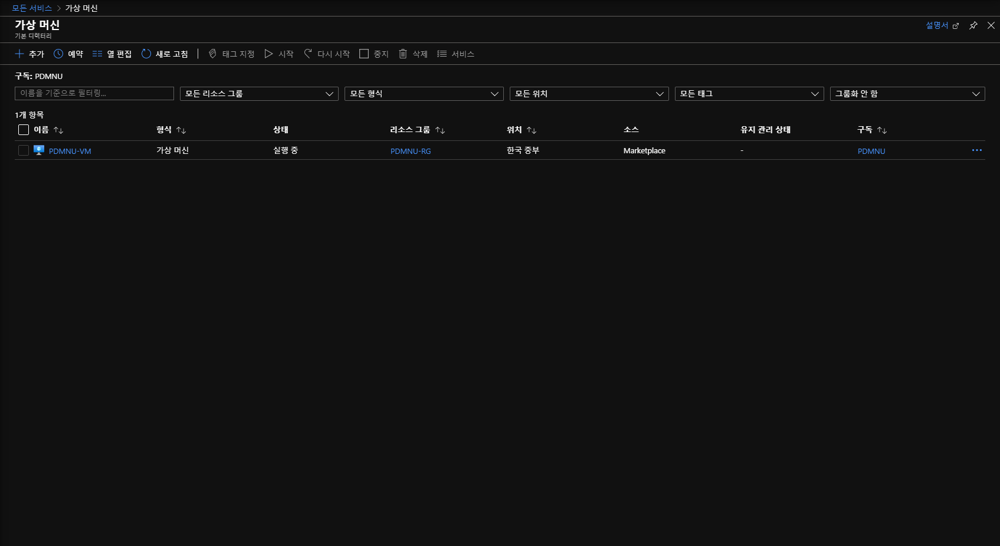 모든 서비스 > 가상 머신
가상 머신
기본 디렉터리
설명서
추가 예약 열 편집 새로 고침 태그 지정 시작 다시 시작 중지 삭제 서비스
구독: PDMNU
이름을 기준으로 필터링... 모든 리소스 그룹 모든 형식 모든 위치 모든 태그 그룹화 안 함
1개 항목
이름 형식 상태 리소스 그룹 위치 소스 유지 관리 상태 구독
PDMNU-VM 가상 머신 실행 중 PDMNU-RG 한국 중부 Marketplace - PDMNU